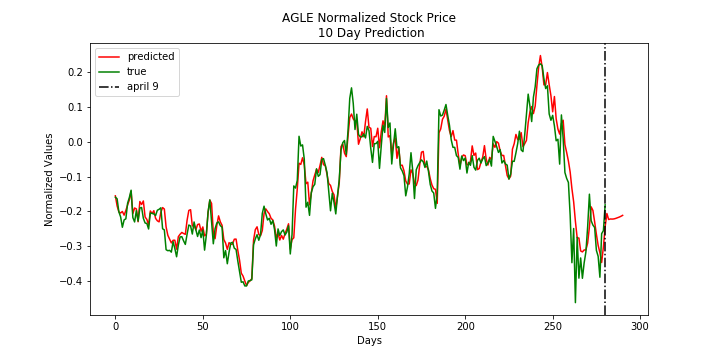 AGLE Normalized Stock Price
10 Day Prediction
predicted
true
april 9
Normalized Values
0.2
0.1
0.0
−0.1
−0.2
−0.3
−0.4
0
50
100
150
200
250
300
Days